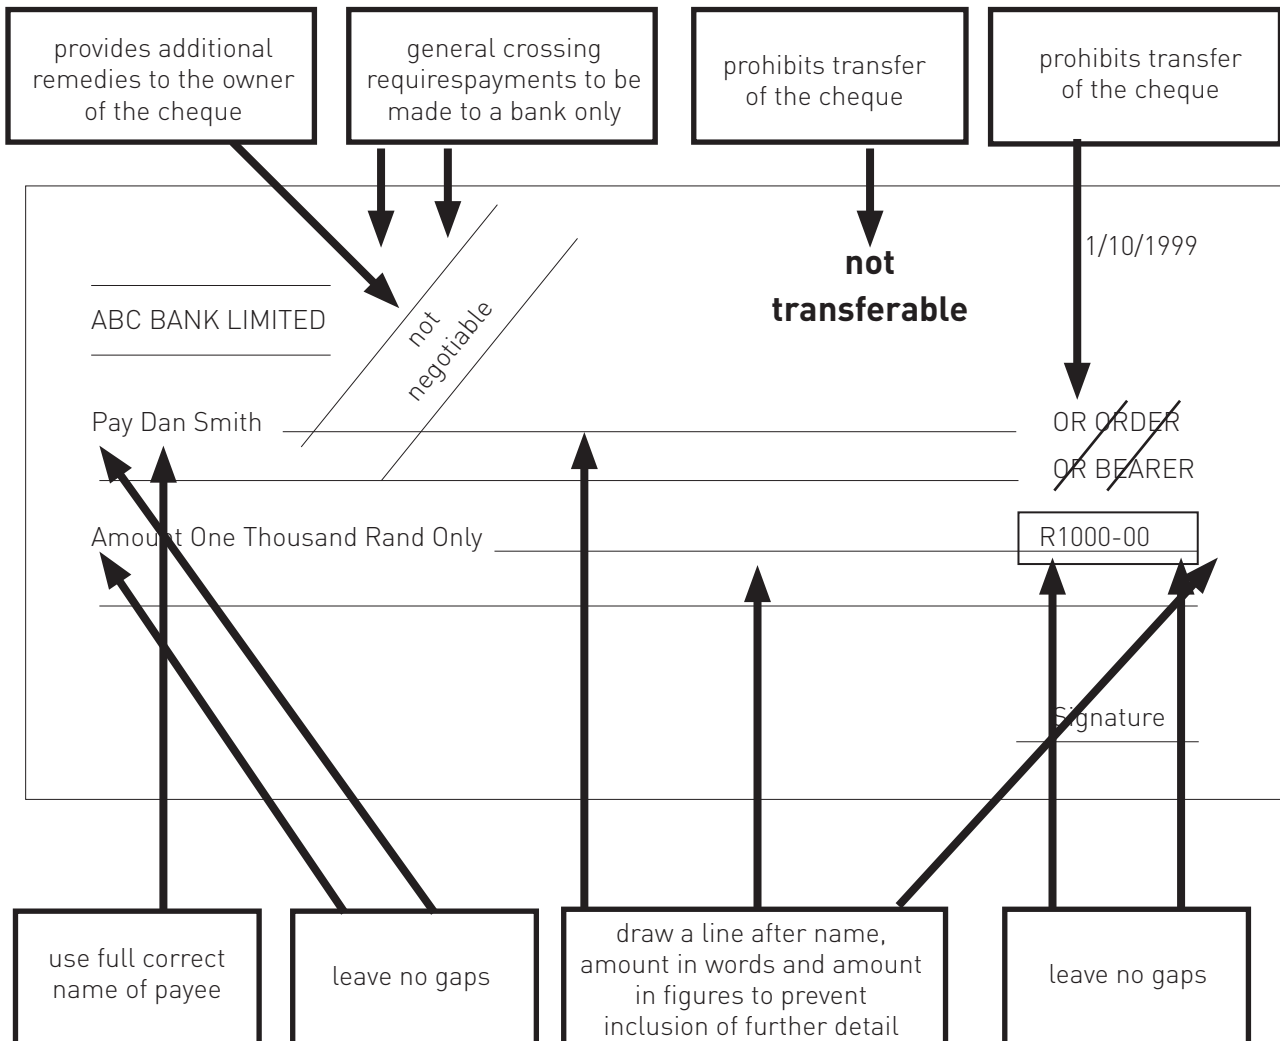 provides additional
remedies to the owner
of the cheque
general crossing
requirespayments to be
made to a bank only
prohibits transfer
of the cheque
prohibits transfer
of the cheque
1/10/1999
not
transferable
ABC BANK LIMITED
not
negotiable
Pay Dan Smith
OR ORDER
OR BEARER
Amount One Thousand Rand Only
R1000-00
Signature
use full correct
name of payee
leave no gaps
draw a line after name,
amount in words and amount
in figures to prevent
inclusion of further detail
leave no gaps